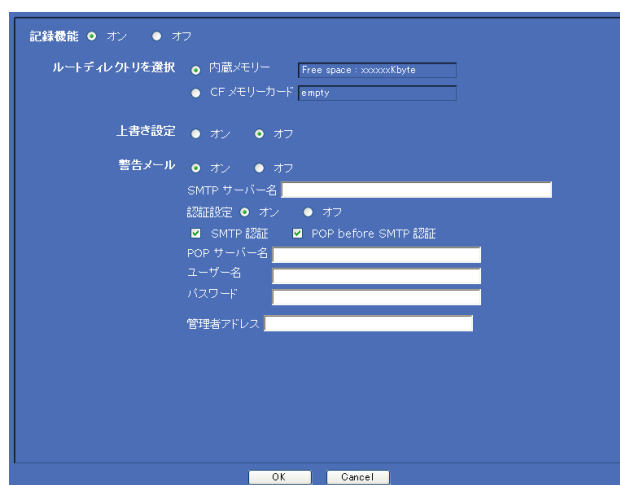 記録機能 オン オフ
ルートディレクトリを選択 内蔵メモリー Free space : xxxxxxKbyte
CFメモリーカード empty
上書き設定 オン オフ
警告メール オン オフ
SMTP サーバー名
認証設定 オン オフ
SMTP 認証 POP before SMTP 認証
POP サーバー名
ユーザー名
パスワード
管理者アドレス
OK Cancel